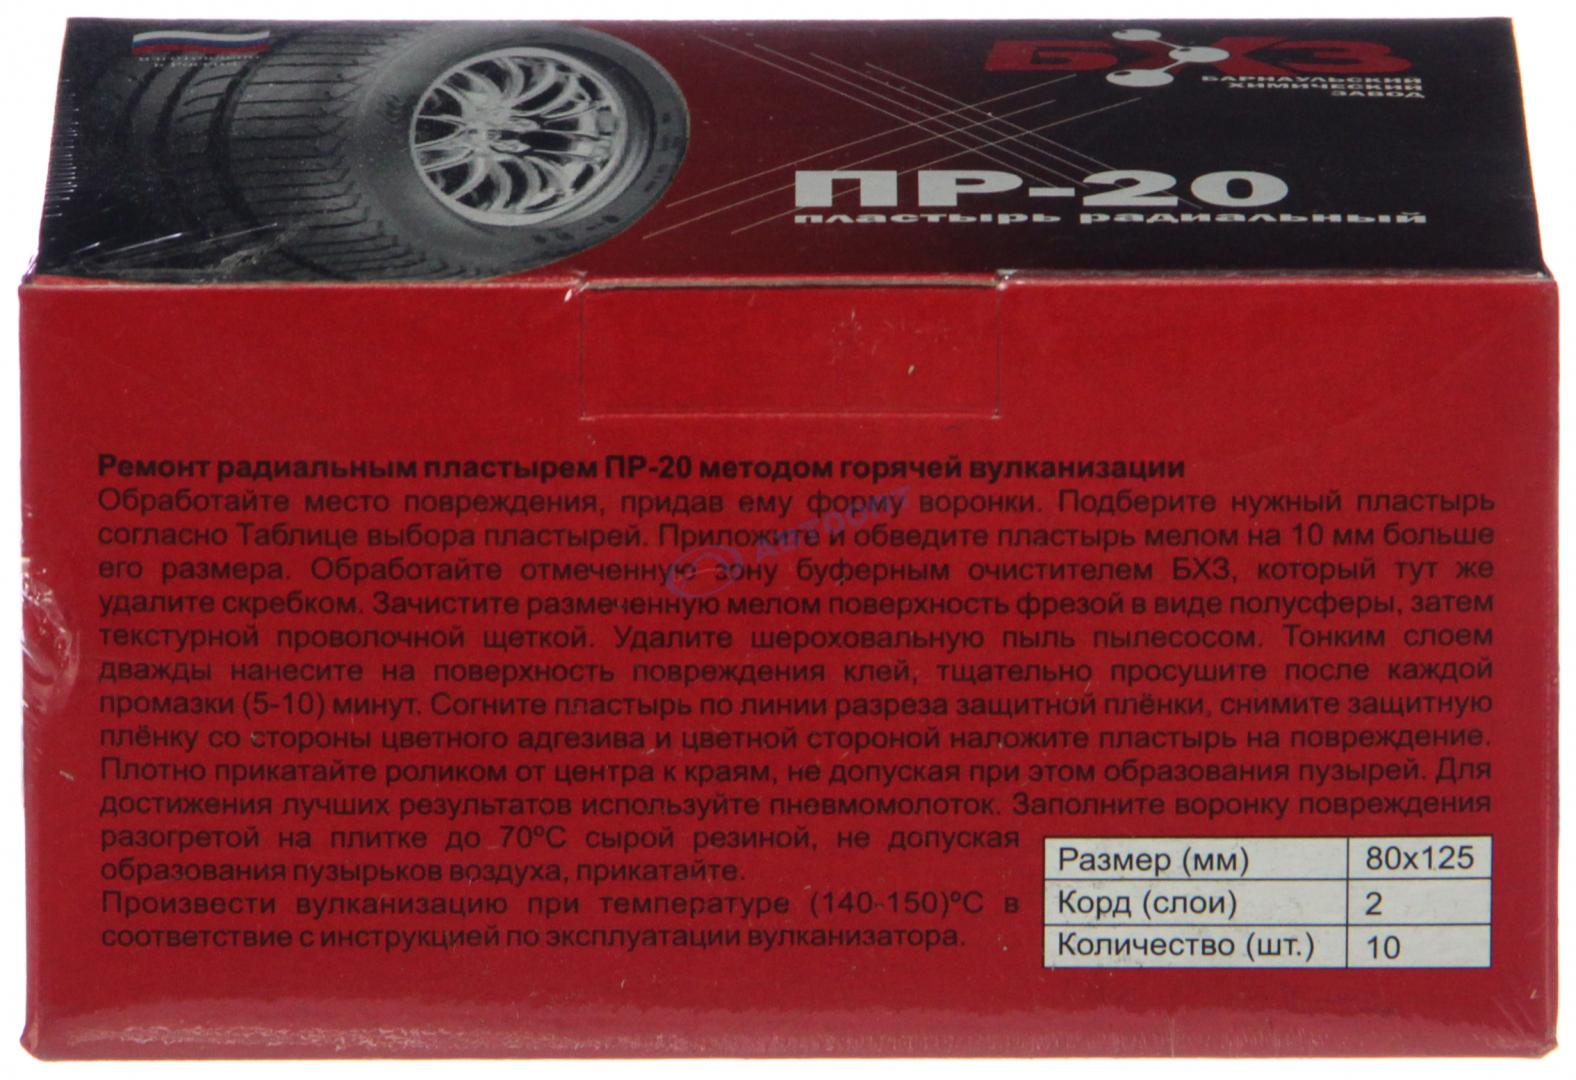 изготовлено
в России
БХЗ
БАРНАУЛЬСКИЙ
ХИМИЧЕСКИЙ
ЗАВОД
ПР-20
пластырь радиальный
Ремонт радиальным пластырем ПР-20 методом горячей вулканизации
Обработайте место повреждения, придав ему форму воронки. Подберите нужный пластырь
согласно Таблице выбора пластырей. Приложите и обведите пластырь мелом на 10 мм больше
его размера. Обработайте отмеченную зону буферным очистителем БХЗ, который тут же
удалите скребком. Зачистите размеченную мелом поверхность фрезой в виде полусферы, затем
текстурной проволочной щеткой. Удалите шероховальную пыль пылесосом. Тонким слоем
дважды нанесите на поверхность повреждения клей, тщательно просушите после каждой
промазки (5-10) минут. Согните пластырь по линии разреза защитной плёнки, снимите защитную
плёнку со стороны цветного адгезива и цветной стороной наложите пластырь на повреждение.
Плотно прикатайте роликом от центра к краям, не допуская при этом образования пузырей. Для
достижения лучших результатов используйте пневмомолоток. Заполните воронку повреждения
разогретой на плитке до 70ºС сырой резиной, не допуская
образования пузырьков воздуха, прикатайте.
Произвести вулканизацию при температуре (140-150)ºС в
соответствие с инструкцией по эксплуатации вулканизатора.
Размер (мм) 80х125
Корд (слои) 2
Количество (шт.) 10
АВТООПТ